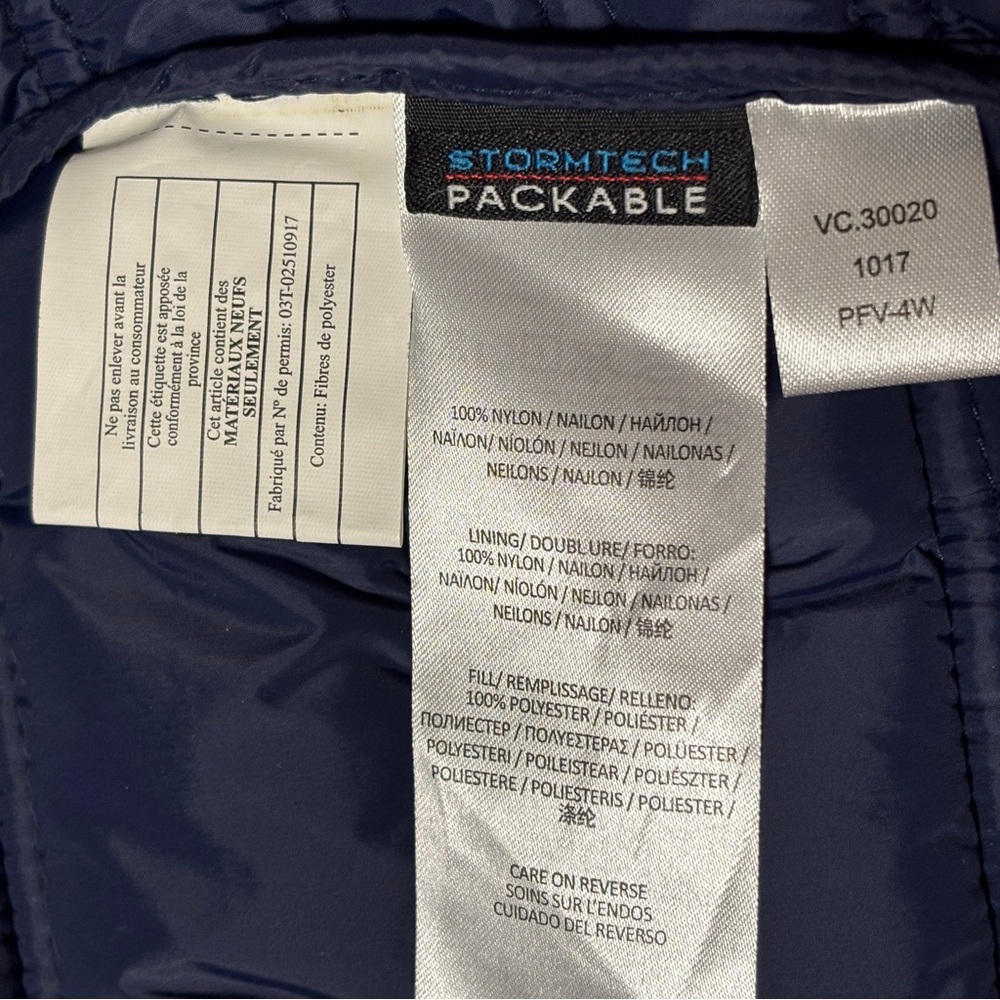 Ne pas enlever avant la
livraison au consommateur
Cette étiquette est apposée
conformément à la loi de la
province
Cet article contient des
MATÉRIAUX NEUFS
SEULEMENT
Fabriqué par N° de permis: 03T-02510917
Contenu: Fibres de polyester
STORMTECH
PACKABLE
100% NYLON / NAILON / НАЙЛОН /
ΝΑΪΛΟΝ/ NÍOLÓN / NEJLON / NAILONAS /
NEILONS / NAJLON / 锦纶
LINING/ DOUBLURE/ FORRO:
100% NYLON / NAILON / НАЙЛОН /
ΝΑΪΛΟΝ/ NÍOLÓN / NEJLON / NAILONAS /
NEILONS / NAJLON / 锦纶
FILL/ REMPLISSAGE/ RELLENO:
100% POLYESTER / POLIÉSTER /
ПОЛИЕСТЕР / ΠΟΛΥΕΣΤΕΡΑΣ / POLÜESTER /
POLYESTERI / POILEISTEAR / POLIÉSZTER /
POLIESTERE / POLIESTERIS / POLIESTER /
涤纶
CARE ON REVERSE
SOINS SUR L'ENDOS
CUIDADO DEL REVERSO
VC.30020
1017
PFV-4W